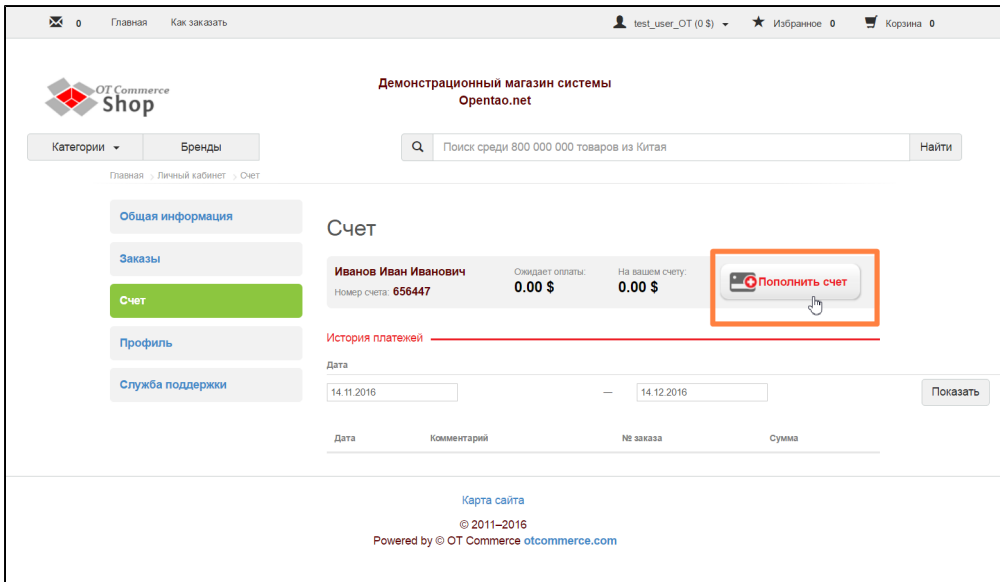 0 Главная Как заказать test_user_OT (0 $) Избранное 0 Корзина 0
OT Commerce
Shop
Демонстрационный магазин системы
Opentao.net
Категории Бренды Поиск среди 800 000 000 товаров из Китая Найти
Главная > Личный кабинет > Счет
Общая информация
Заказы
Счет
Профиль
Служба поддержки
Счет
Иванов Иван Иванович Ожидает оплаты: На вашем счету:
Номер счета: 656447 0.00 $ 0.00 $ Пополнить счет
История платежей
Дата
14.11.2016 — 14.12.2016 Показать
Дата Комментарий № заказа Сумма
Карта сайта
© 2011–2016
Powered by © OT Commerce otcommerce.com